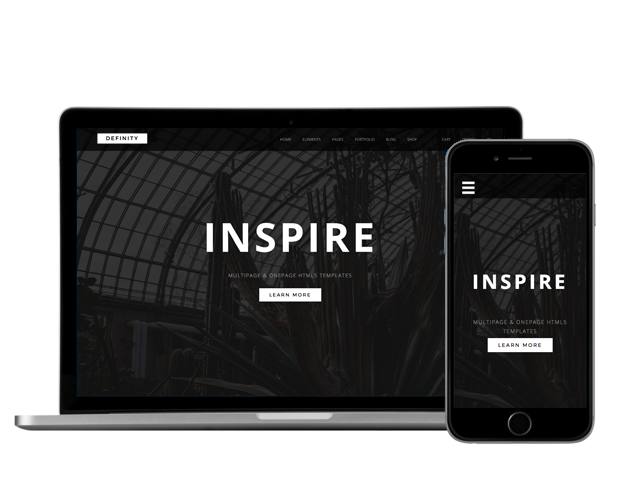 DEFINITY
HOME ELEMENTS PAGES PORTFOLIO BLOG SHOP CART
INSPIRE
MULTIPAGE & ONEPAGE HTML5 TEMPLATES
LEARN MORE
INSPIRE
MULTIPAGE & ONEPAGE HTML5
TEMPLATES
LEARN MORE